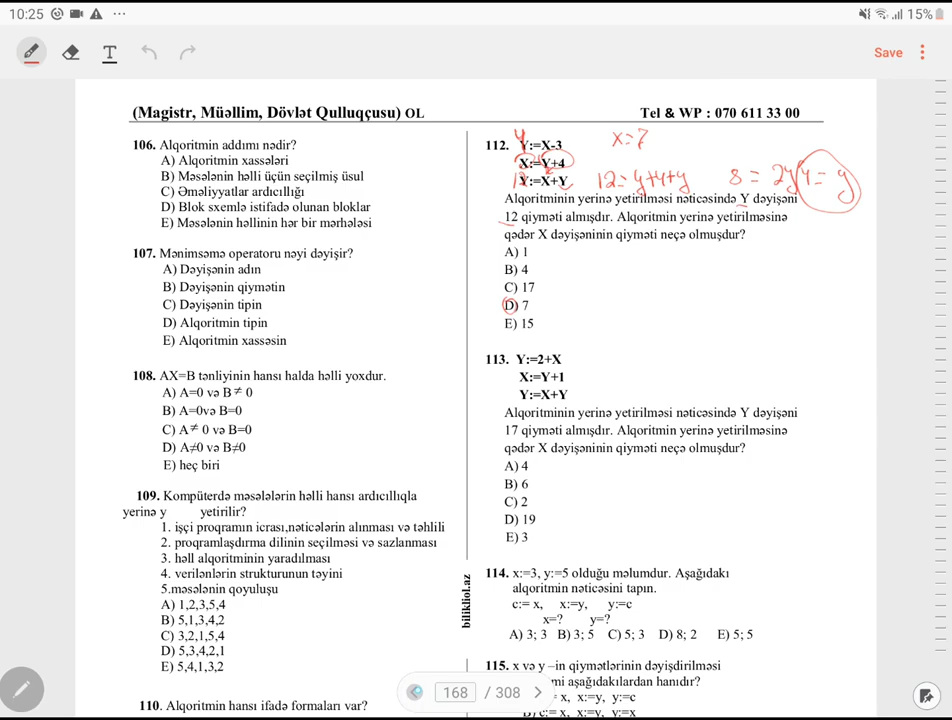 10:25
15%
T
Save
(Magistr, Müəllim, Dövlət Qulluqçusu) OL
Tel & WP : 070 611 33 00
106. Alqoritmin addımı nədir?
A) Alqoritmin xassələri
B) Məsələnin həlli üçün seçilmiş üsul
C) Əməliyyatlar ardıcıllığı
D) Blok sxemlə istifadə olunan bloklar
E) Məsələnin həllinin hər bir mərhələsi
107. Mənimsəmə operatoru nəyi dəyişir?
A) Dəyişənin adın
B) Dəyişənin qiymətin
C) Dəyişənin tipin
D) Alqoritmin tipin
E) Alqoritmin xassəsin
108. AX=B tənliyinin hansı halda həlli yoxdur.
A) A=0 və B ≠ 0
B) A=0və B=0
C) A ≠ 0 və B=0
D) A≠0 və B≠0
E) heç biri
109. Kompüterdə məsələlərin həlli hansı ardıcıllıqla
yerinə y yetirilir?
1. işçi proqramın icrası,nəticələrin alınması və təhlili
2. proqramlaşdırma dilinin seçilməsi və sazlanması
3. həll alqoritminin yaradılması
4. verilənlərin strukturunun təyini
5.məsələnin qoyuluşu
A) 1,2,3,5,4
B) 5,1,3,4,2
C) 3,2,1,5,4
D) 5,3,4,2,1
E) 5,4,1,3,2
110. Alqoritmin hansı ifadə formaları var?
bilikliol.az
4
x=7
112. Y:=X-3
X:=Y+4
Y:=X+Y
12
12=y+4+y
8 = 2y
4 = y
Alqoritminin yerinə yetirilməsi nəticəsində Y dəyişəni
12 qiyməti almışdır. Alqoritmin yerinə yetirilməsinə
qədər X dəyişəninin qiyməti neçə olmuşdur?
A) 1
B) 4
C) 17
D) 7
E) 15
113. Y:=2+X
X:=Y+1
Y:=X+Y
Alqoritminin yerinə yetirilməsi nəticəsində Y dəyişəni
17 qiyməti almışdır. Alqoritmin yerinə yetirilməsinə
qədər X dəyişəninin qiyməti neçə olmuşdur?
A) 4
B) 6
C) 2
D) 19
E) 3
114. x:=3, y:=5 olduğu məlumdur. Aşağıdakı
alqoritmin nəticəsini tapın.
c:= x, x:=y, y:=c
x=? y=?
A) 3; 3 B) 3; 5 C) 5; 3 D) 8; 2 E) 5; 5
115. x və y –in qiymətlərinin dəyişdirilməsi
mi aşağıdakılardan hanıdır?
= x, x:=y, y:=c
B) c:= x, x:=y, y:=x
168 / 308